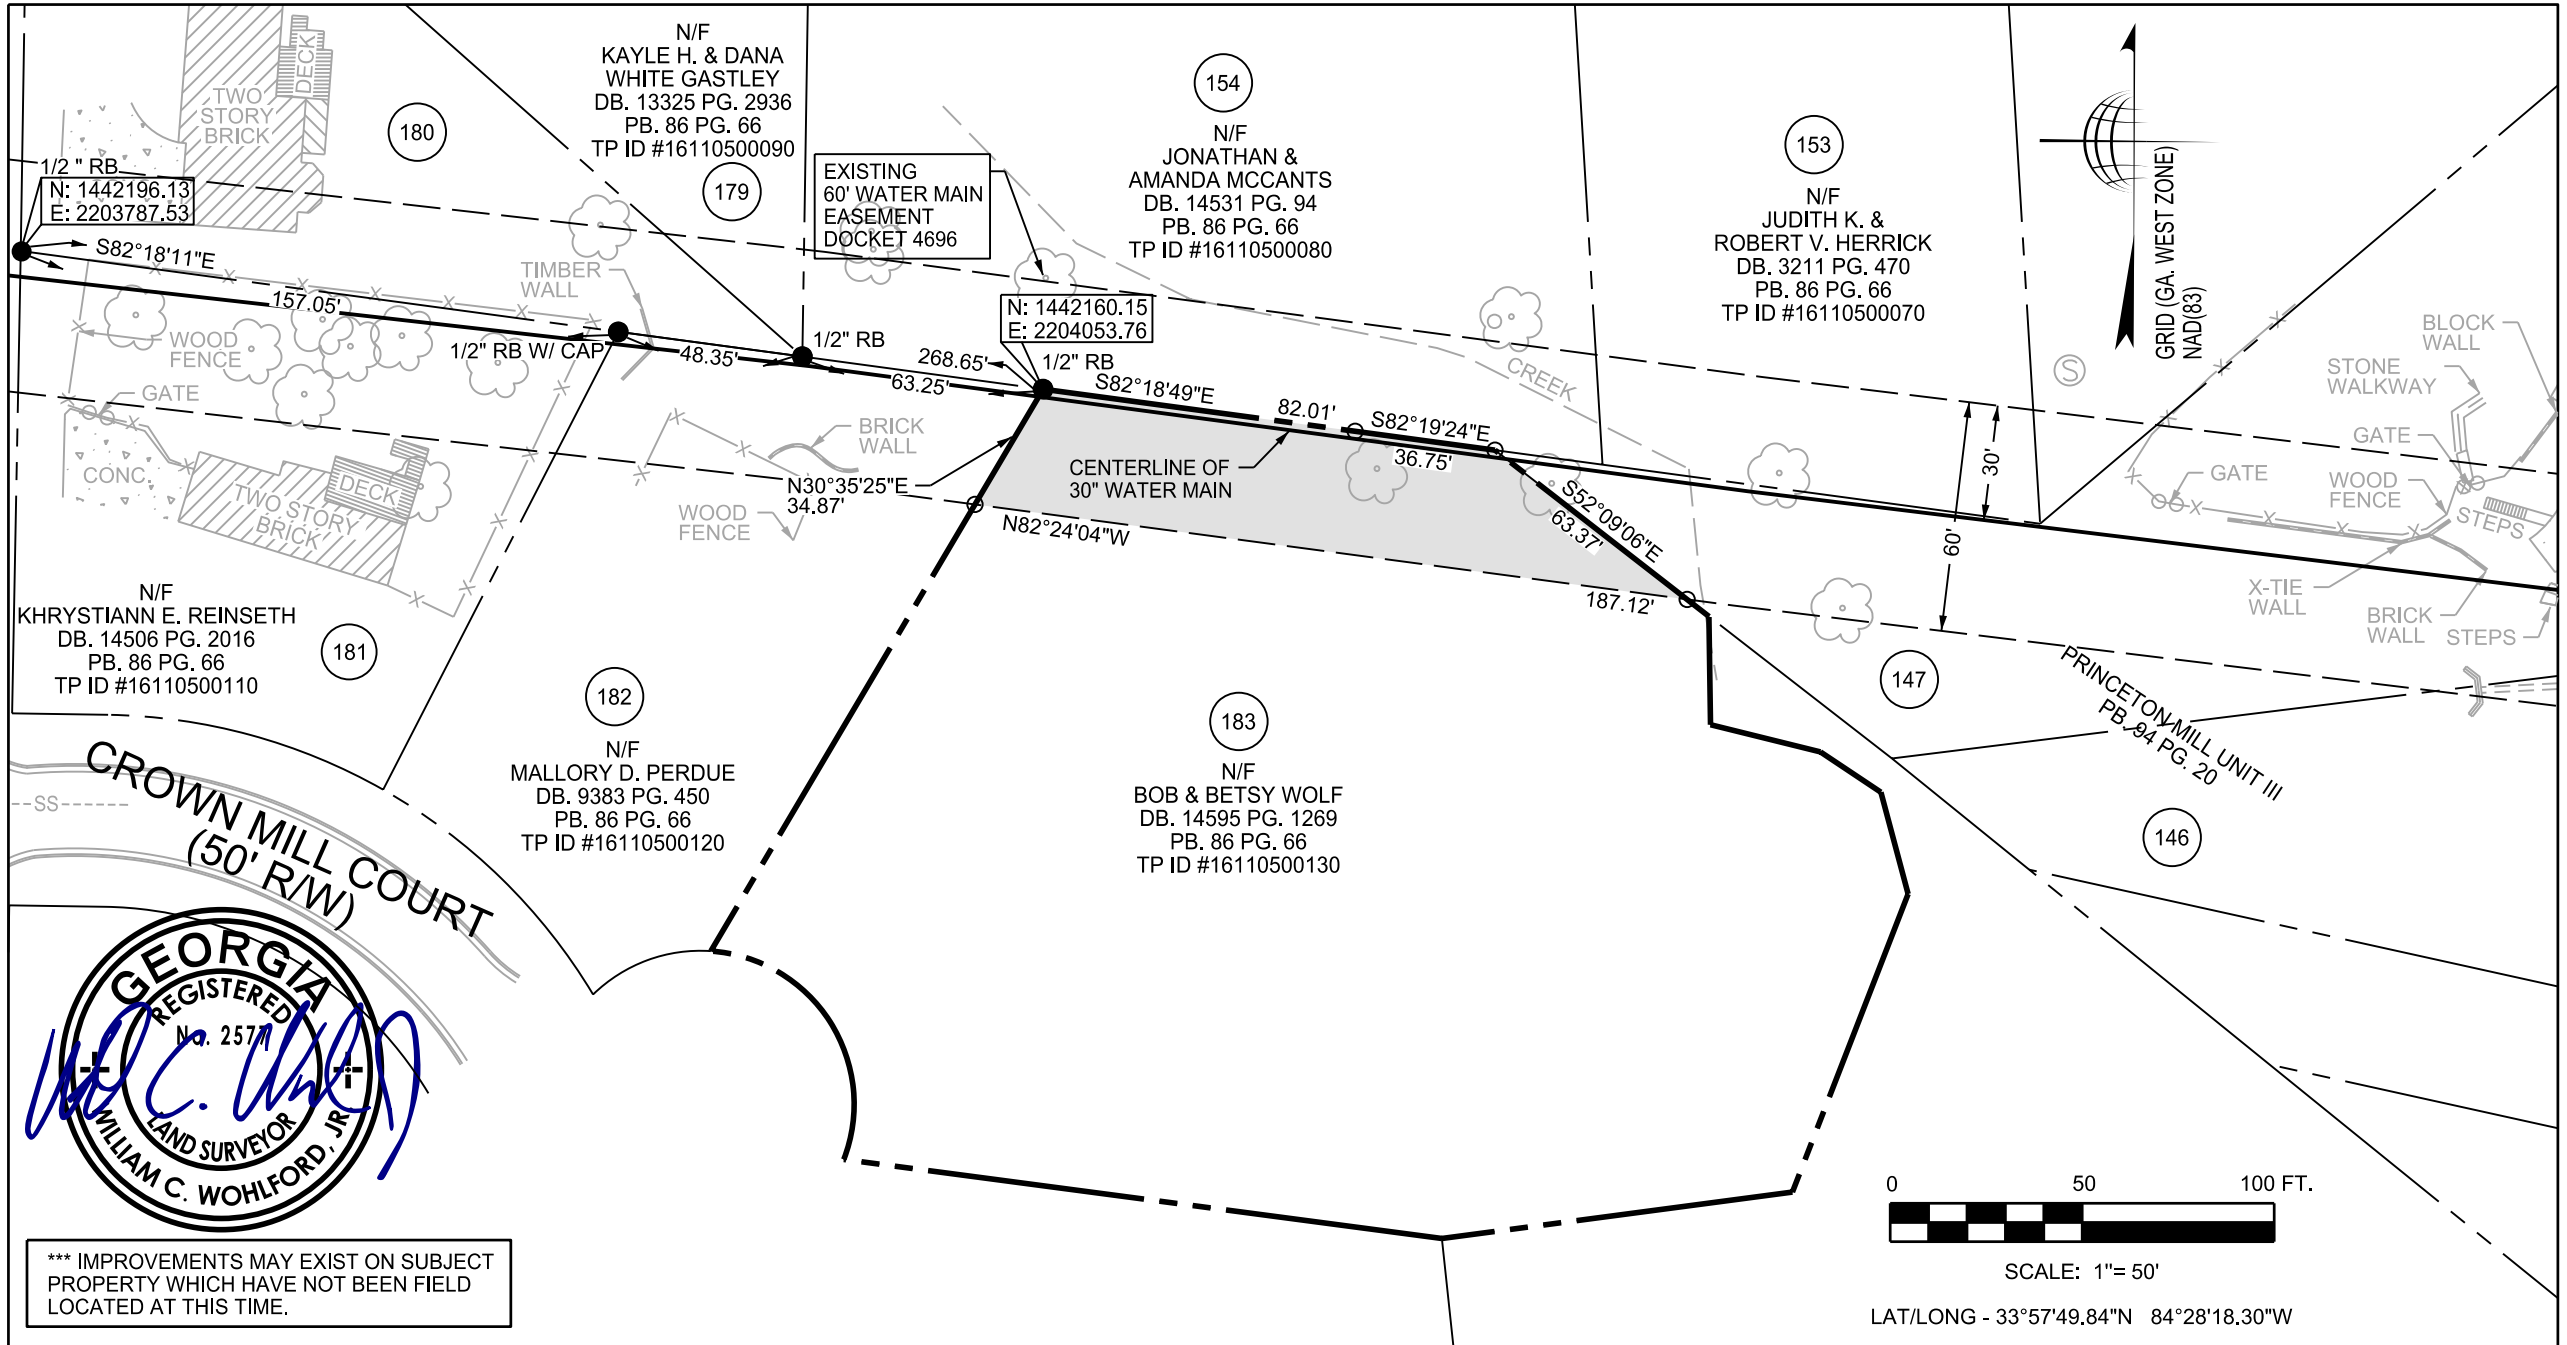 N/F
KAYLE H. & DANA
WHITE GASTLEY
DB. 13325 PG. 2936
PB. 86 PG. 66
TP ID #16110500090
179
180
DECK
TWO
STORY
BRICK
154
N/F
JONATHAN &
AMANDA MCCANTS
DB. 14531 PG. 94
PB. 86 PG. 66
TP ID #16110500080
153
N/F
JUDITH K. &
ROBERT V. HERRICK
DB. 3211 PG. 470
PB. 86 PG. 66
TP ID #16110500070
GRID (GA. WEST ZONE)
NAD(83)
EXISTING
60' WATER MAIN
EASEMENT
DOCKET 4696
1/2 " RB
N: 1442196.13
E: 2203787.53
S82°18'11"E
157.05'
TIMBER
WALL
WOOD
FENCE
GATE
1/2" RB W/ CAP
48.35'
1/2" RB
63.25'
268.65'
N: 1442160.15
E: 2204053.76
1/2" RB
S82°18'49"E
82.01'
S82°19'24"E
36.75'
CREEK
S
BLOCK
WALL
STONE
WALKWAY
GATE
GATE
WOOD
FENCE
STEPS
30'
60'
BRICK
WALL
CENTERLINE OF
30" WATER MAIN
N30°35'25"E
34.87'
WOOD
FENCE
N82°24'04"W
187.12'
S52°09'06"E
63.37'
CONC.
TWO STORY
BRICK
DECK
X-TIE
WALL
BRICK
WALL
STEPS
N/F
KHRYSTIANN E. REINSETH
DB. 14506 PG. 2016
PB. 86 PG. 66
TP ID #16110500110
181
182
N/F
MALLORY D. PERDUE
DB. 9383 PG. 450
PB. 86 PG. 66
TP ID #16110500120
183
N/F
BOB & BETSY WOLF
DB. 14595 PG. 1269
PB. 86 PG. 66
TP ID #16110500130
147
PRINCETON MILL UNIT III
PB. 94 PG. 20
146
SS
CROWN MILL COURT
(50' R/W)
GEORGIA
REGISTERED
No. 2577
LAND SURVEYOR
WILLIAM C. WOHLFORD, JR.
*** IMPROVEMENTS MAY EXIST ON SUBJECT
PROPERTY WHICH HAVE NOT BEEN FIELD
LOCATED AT THIS TIME.
0 50 100 FT.
SCALE: 1"= 50'
LAT/LONG - 33°57'49.84"N 84°28'18.30"W